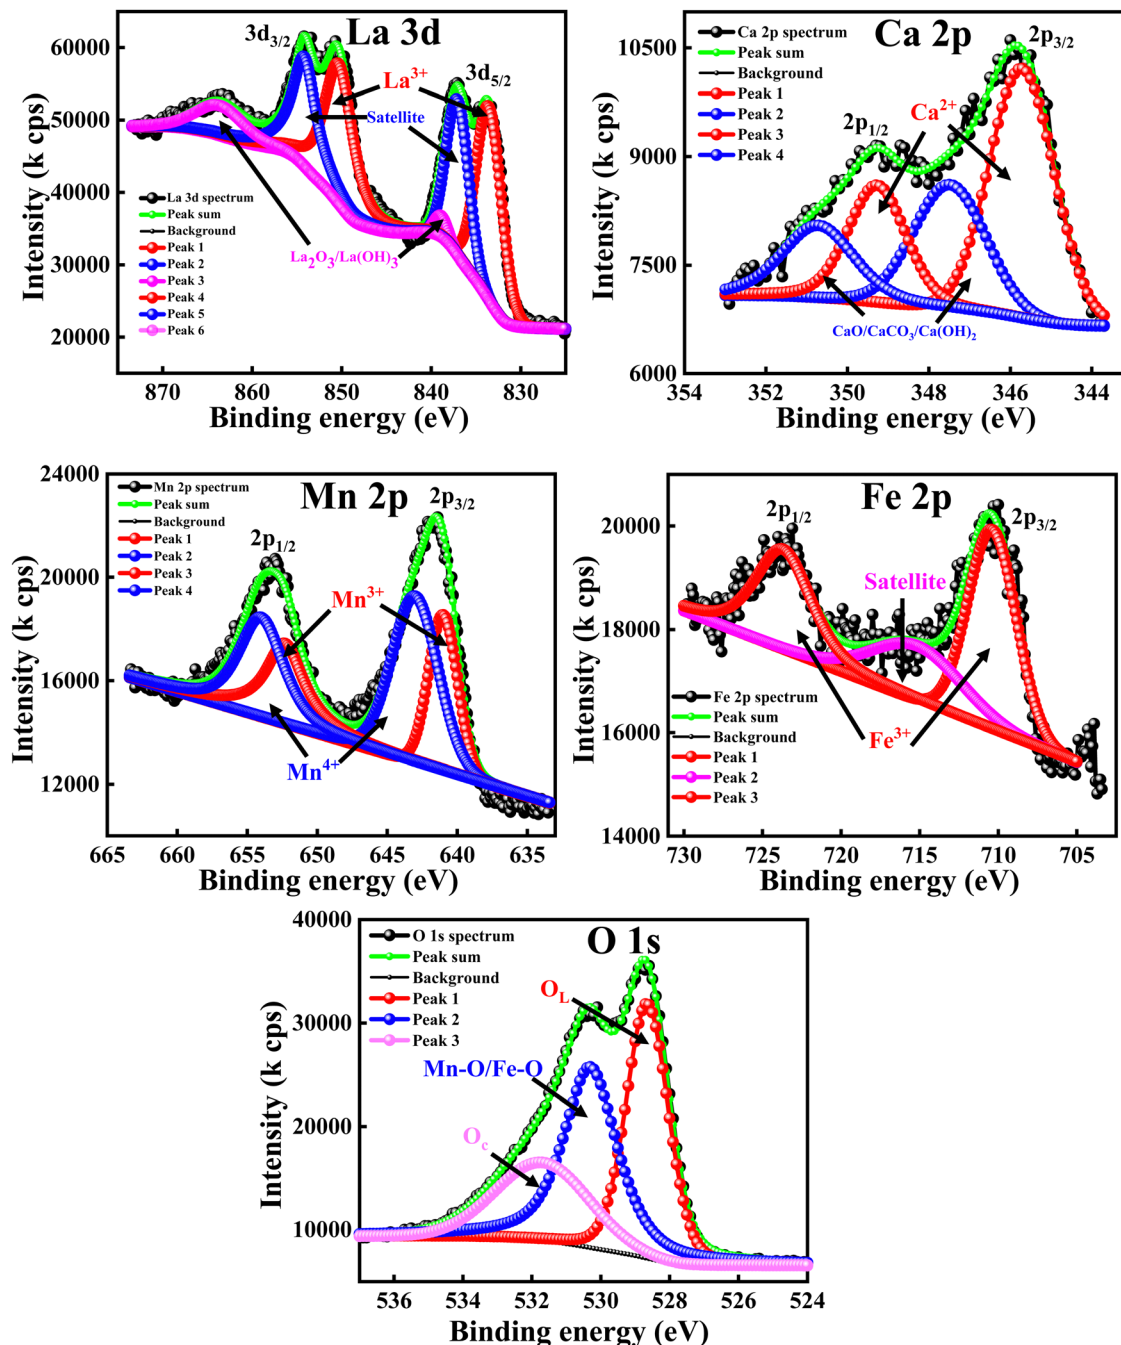 La 3d
3d3/2
3d5/2
La3+
Satellite
La2O3/La(OH)3
La 3d spectrum
Peak sum
Background
Peak 1
Peak 2
Peak 3
Peak 4
Peak 5
Peak 6
60000
50000
40000
30000
20000
Intensity (k cps)
870 860 850 840 830
Binding energy (eV)
Ca 2p
2p3/2
2p1/2
Ca2+
CaO/CaCO3/Ca(OH)2
Ca 2p spectrum
Peak sum
Background
Peak 1
Peak 2
Peak 3
Peak 4
10500
9000
7500
6000
Intensity (k cps)
354 352 350 348 346 344
Binding energy (eV)
Mn 2p
2p3/2
2p1/2
Mn3+
Mn4+
Mn 2p spectrum
Peak sum
Background
Peak 1
Peak 2
Peak 3
Peak 4
24000
20000
16000
12000
Intensity (k cps)
665 660 655 650 645 640 635
Binding energy (eV)
Fe 2p
2p1/2
2p3/2
Satellite
Fe3+
Fe 2p spectrum
Peak sum
Background
Peak 1
Peak 2
Peak 3
20000
18000
16000
14000
Intensity (k cps)
730 725 720 715 710 705
Binding energy (eV)
O 1s
OL
Mn-O/Fe-O
Oc
O 1s spectrum
Peak sum
Background
Peak 1
Peak 2
Peak 3
40000
30000
20000
10000
Intensity (k cps)
536 534 532 530 528 526 524
Binding energy (eV)